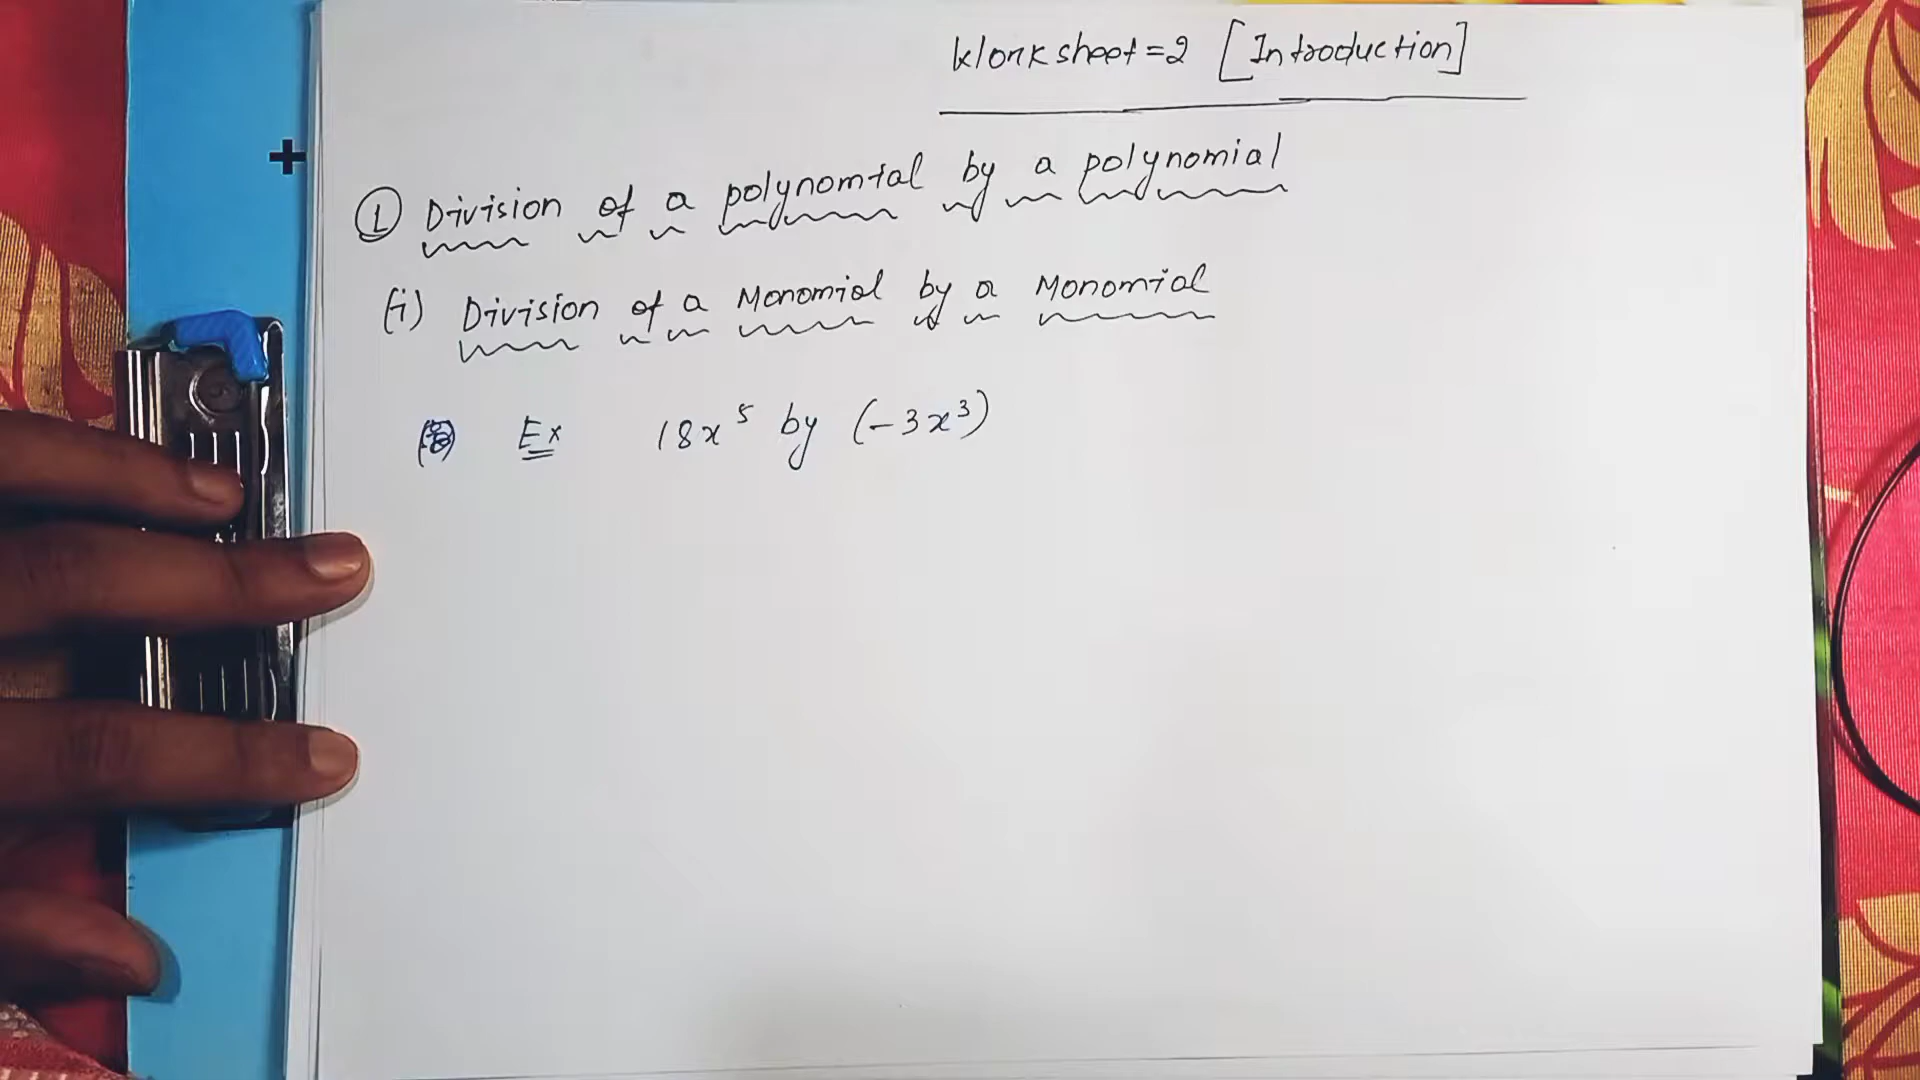 Worksheet=2 [Introduction]
① Division of a polynomial by a polynomial
(i) Division of a Monomial by a Monomial
Ex 18x⁵ by (-3x³)